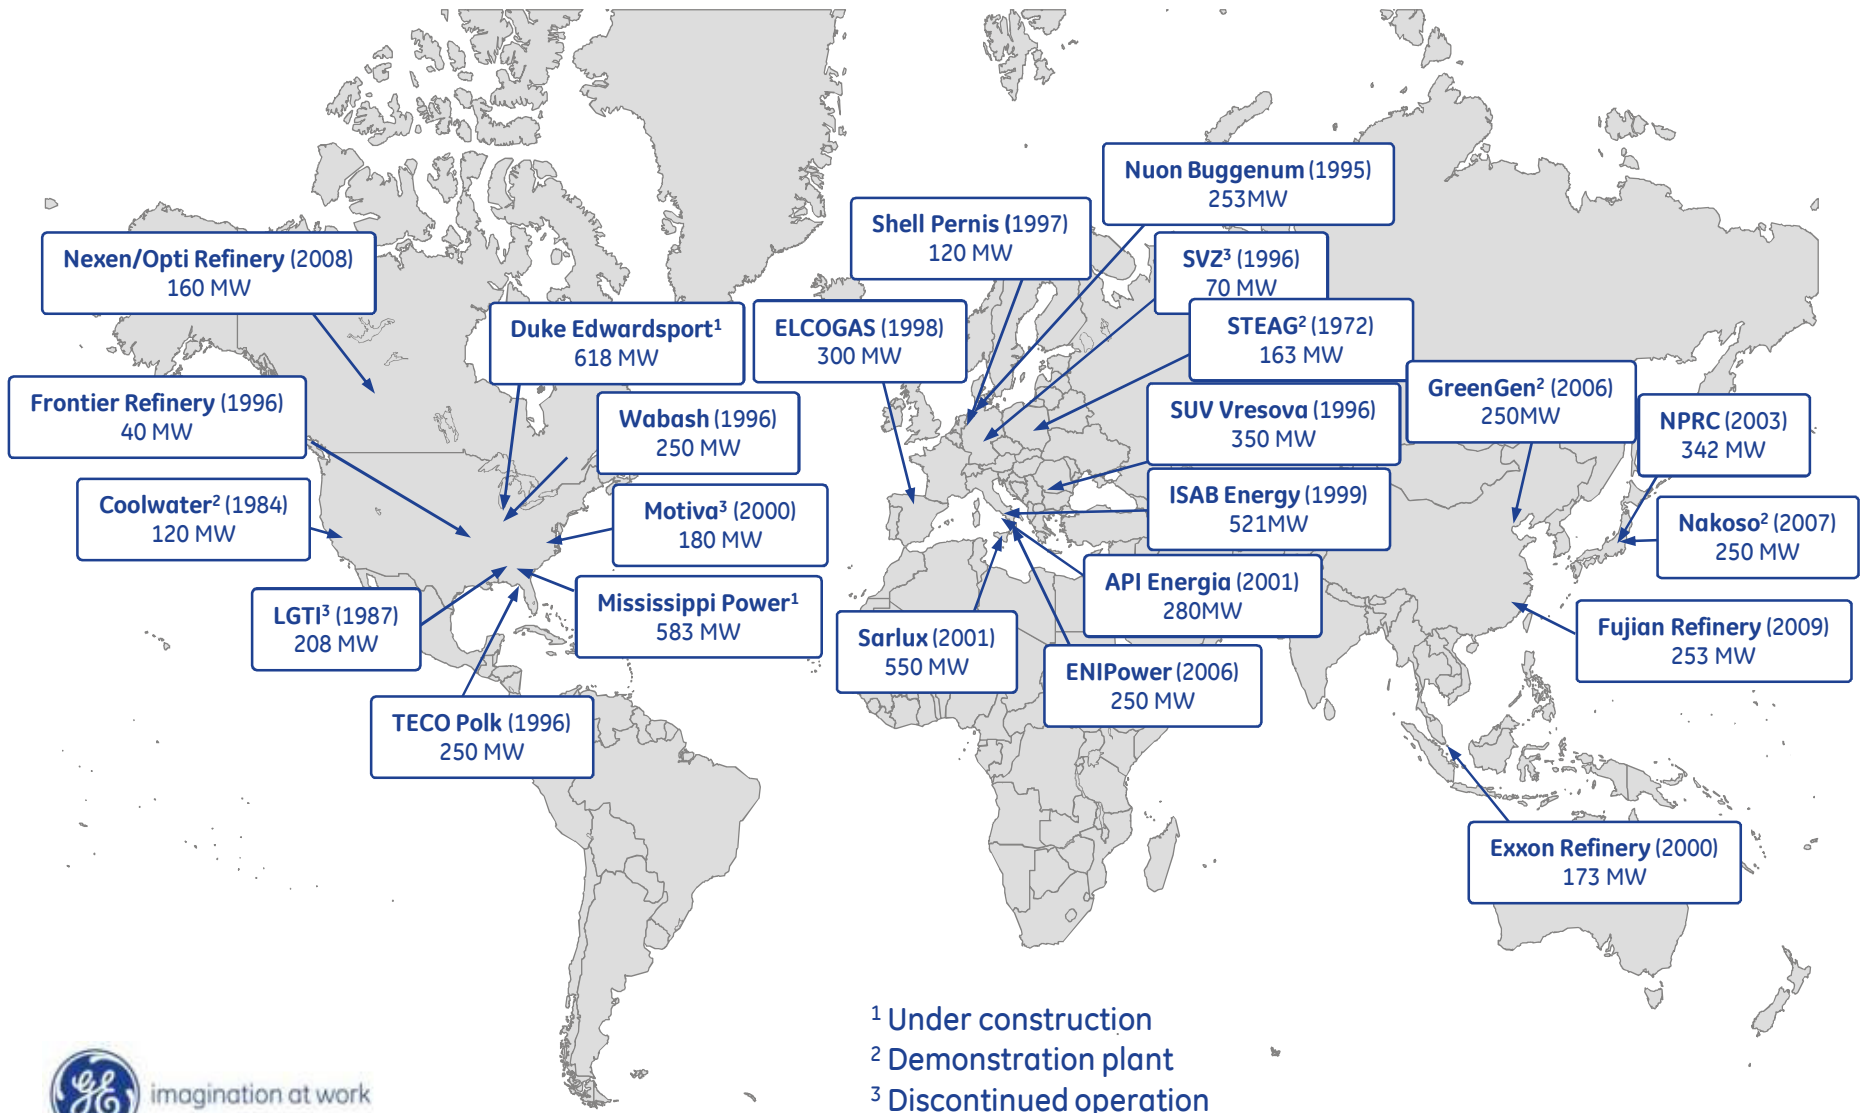 Nuon Buggenum (1995)
253MW
Shell Pernis (1997)
120 MW
SVZ³ (1996)
70 MW
Nexen/Opti Refinery (2008)
160 MW
Duke Edwardsport¹
618 MW
ELCOGAS (1998)
300 MW
STEAG² (1972)
163 MW
GreenGen² (2006)
250MW
Frontier Refinery (1996)
40 MW
Wabash (1996)
250 MW
SUV Vresova (1996)
350 MW
NPRC (2003)
342 MW
Coolwater² (1984)
120 MW
Motiva³ (2000)
180 MW
ISAB Energy (1999)
521MW
Nakoso² (2007)
250 MW
LGTI³ (1987)
208 MW
Mississippi Power¹
583 MW
API Energia (2001)
280MW
Sarlux (2001)
550 MW
Fujian Refinery (2009)
253 MW
ENIPower (2006)
250 MW
TECO Polk (1996)
250 MW
Exxon Refinery (2000)
173 MW
¹ Under construction
² Demonstration plant
³ Discontinued operation
GE imagination at work